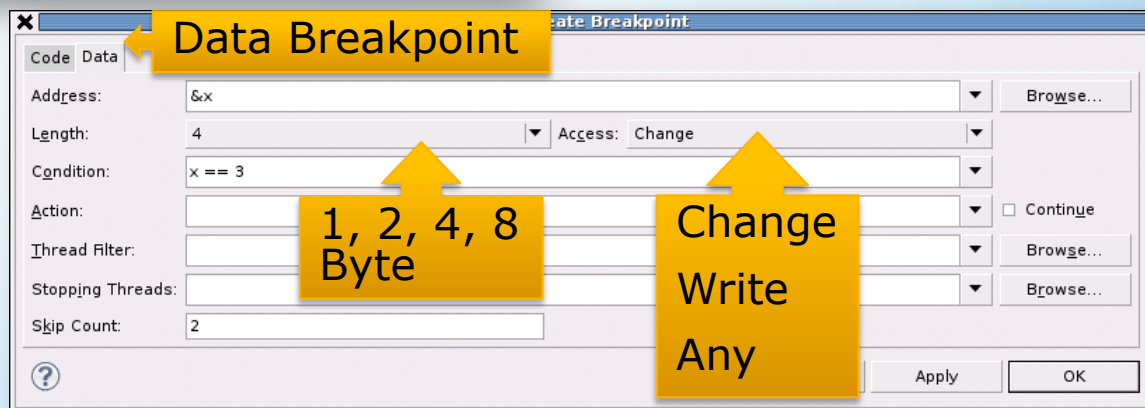 eate Breakpoint
Data Breakpoint
Code Data
Address: &x Browse...
Length: 4 Access: Change
Condition: x == 3
Action: Continue
1, 2, 4, 8
Byte
Change
Write
Any
Thread Filter: Browse...
Stopping Threads: Browse...
Skip Count: 2
? Apply OK